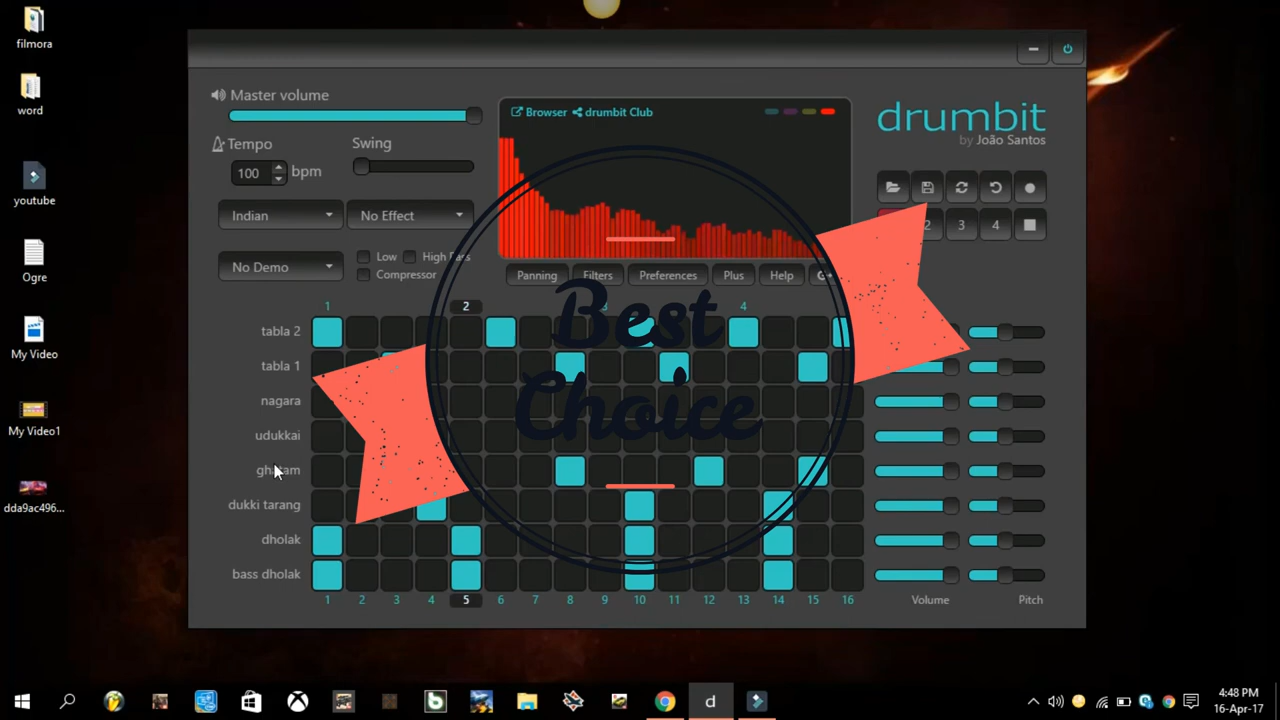 filmora
word
youtube
Ogre
My Video
My Video1
dda9ac496...
Master volume
Tempo
Swing
100 bpm
Indian
No Effect
No Demo
Low
High
Compressor
Browser drumbit Club
drumbit
by João Santos
2 3 4
Panning
Filters
Preferences
Plus
Help
1 2 3 4
tabla 2
tabla 1
nagara
udukkai
ghatam
dukki tarang
dholak
bass dholak
1 2 3 4 5 6 7 8 9 10 11 12 13 14 15 16
Volume
Pitch
Best
Choice
d
4:48 PM
16-Apr-17